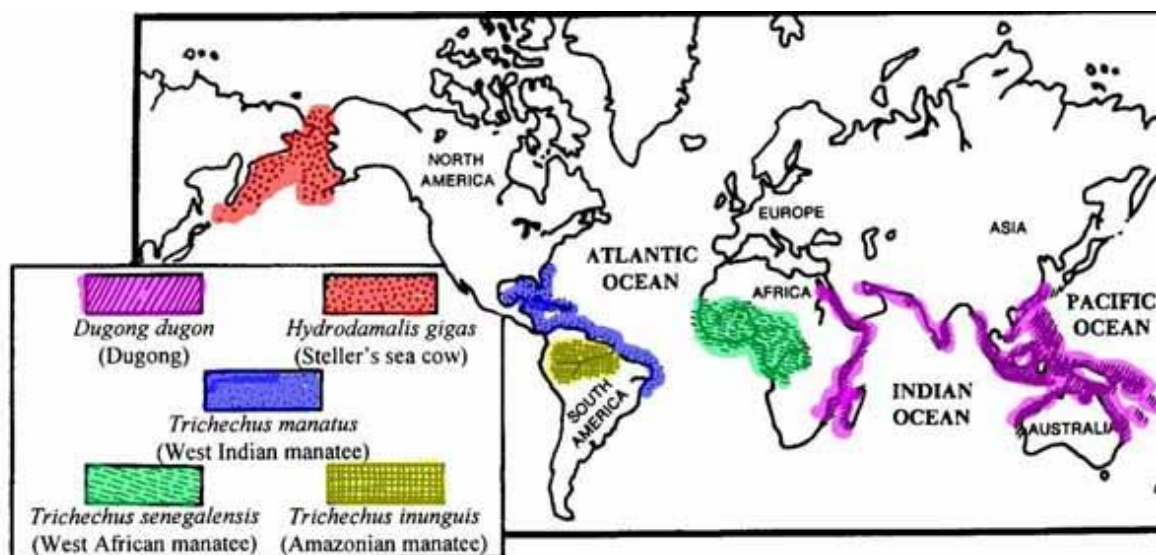 NORTH
AMERICA
EUROPE
ASIA
ATLANTIC
OCEAN
AFRICA
PACIFIC
OCEAN
INDIAN
OCEAN
SOUTH
AMERICA
AUSTRALIA
Dugong dugon
(Dugong)
Hydrodamalis gigas
(Steller's sea cow)
Trichechus manatus
(West Indian manatee)
Trichechus senegalensis
(West African manatee)
Trichechus inunguis
(Amazonian manatee)